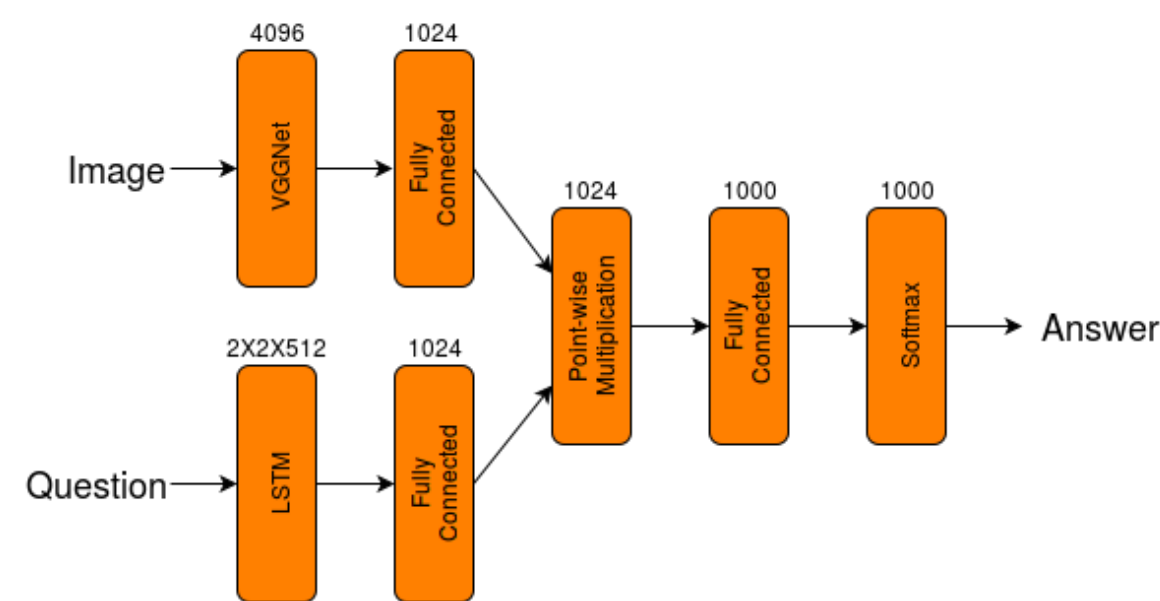 4096
1024
Image
VGGNet
Fully
Connected
1024
1000
1000
Point-wise
Multiplication
Fully
Connected
Softmax
Answer
2X2X512
1024
Question
LSTM
Fully
Connected